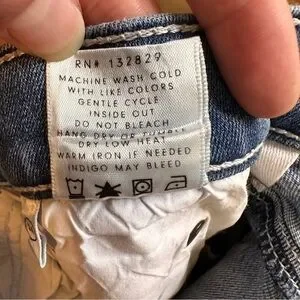 RN# 132829
MACHINE WASH COLD
WITH LIKE COLORS
GENTLE CYCLE
INSIDE OUT
DO NOT BLEACH
HANG DRY OR TUMBLE
DRY LOW HEAT
WARM IRON IF NEEDED
INDIGO MAY BLEED